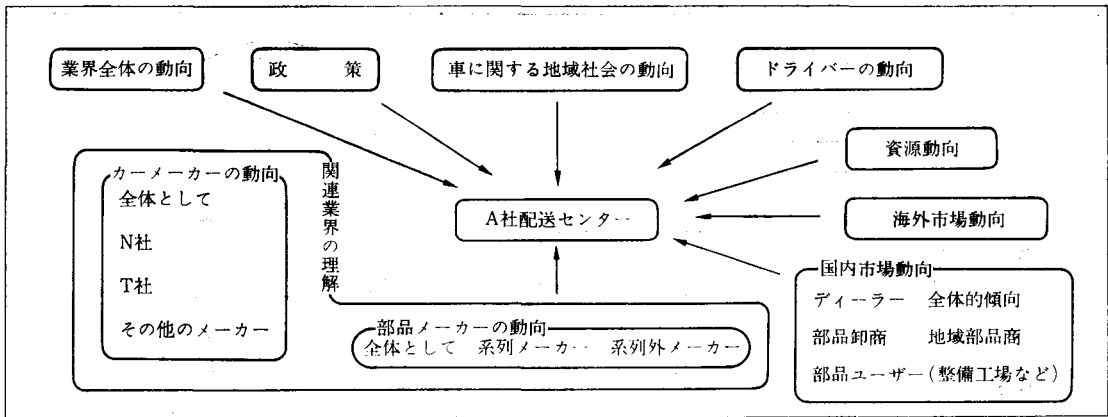 業界全体の動向
政　策
車に関する地域社会の動向
ドライバーの動向
資源動向
海外市場動向
関連業界の理解
カーメーカーの動向
全体として
N社
T社
その他のメーカー
A社配送センター
部品メーカーの動向
全体として　系列メーカー　系列外メーカー
国内市場動向
ディーラー　全体的傾向
部品卸商　地域部品商
部品ユーザー(整備工場など)